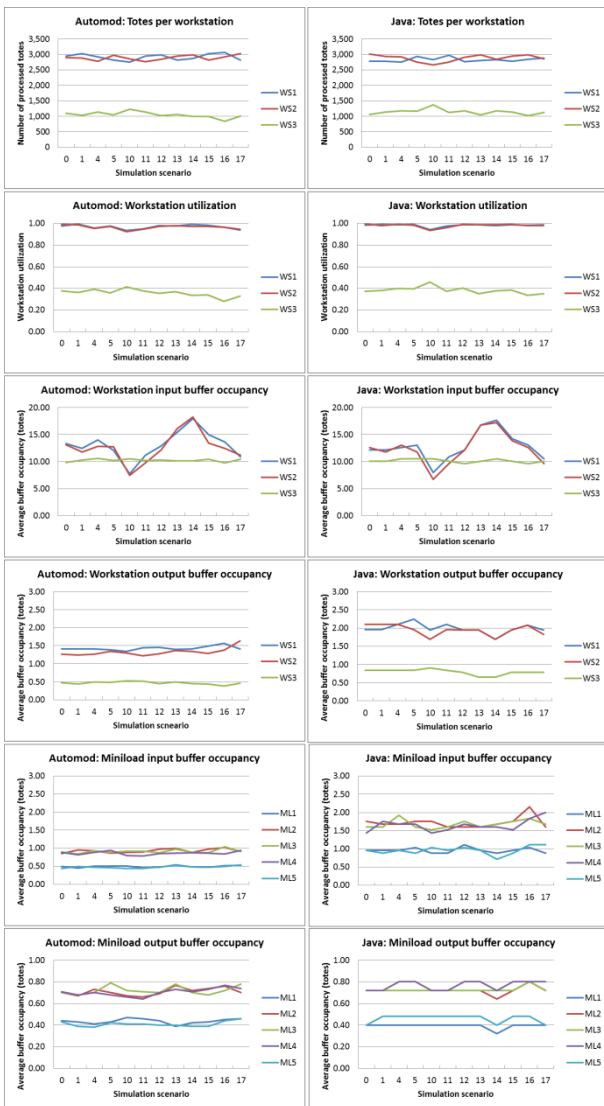 Automod: Totes per workstation
Number of processed totes
3,500
3,000
2,500
2,000
1,500
1,000
500
0
0 1 4 5 10 11 12 13 14 15 16 17
Simulation scenario
WS1
WS2
WS3
Java: Totes per workstation
Number of processed totes
3,500
3,000
2,500
2,000
1,500
1,000
500
0
0 1 4 5 10 11 12 13 14 15 16 17
Simulation scenario
WS1
WS2
WS3
Automod: Workstation utilization
Workstation utilization
1.00
0.80
0.60
0.40
0.20
0.00
0 1 4 5 10 11 12 13 14 15 16 17
Simulation scenario
WS1
WS2
WS3
Java: Workstation utilization
Workstation utilization
1.00
0.80
0.60
0.40
0.20
0.00
0 1 4 5 10 11 12 13 14 15 16 17
Simulation scenario
WS1
WS2
WS3
Automod: Workstation input buffer occupancy
Average buffer occupancy (totes)
20.00
15.00
10.00
5.00
0.00
0 1 4 5 10 11 12 13 14 15 16 17
Simulation scenario
WS1
WS2
WS3
Java: Workstation input buffer occupancy
Average buffer occupancy (totes)
20.00
15.00
10.00
5.00
0.00
0 1 4 5 10 11 12 13 14 15 16 17
Simulation scenario
WS1
WS2
WS3
Automod: Workstation output buffer occupancy
Average buffer occupancy (totes)
3.00
2.50
2.00
1.50
1.00
0.50
0.00
0 1 4 5 10 11 12 13 14 15 16 17
Simulation scenario
WS1
WS2
WS3
Java: Workstation output buffer occupancy
Average buffer occupancy (totes)
3.00
2.50
2.00
1.50
1.00
0.50
0.00
0 1 4 5 10 11 12 13 14 15 16 17
Simulation scenario
WS1
WS2
WS3
Automod: Miniload input buffer occupancy
Average buffer occupancy (totes)
3.00
2.50
2.00
1.50
1.00
0.50
0.00
0 1 4 5 10 11 12 13 14 15 16 17
Simulation scenario
ML1
ML2
ML3
ML4
ML5
Java: Miniload input buffer occupancy
Average buffer occupancy (totes)
3.00
2.50
2.00
1.50
1.00
0.50
0.00
0 1 4 5 10 11 12 13 14 15 16 17
Simulation scenario
ML1
ML2
ML3
ML4
ML5
Automod: Miniload output buffer occupancy
Average buffer occupancy (totes)
1.00
0.80
0.60
0.40
0.20
0.00
0 1 4 5 10 11 12 13 14 15 16 17
Simulation scenario
ML1
ML2
ML3
ML4
ML5
Java: Miniload output buffer occupancy
Average buffer occupancy (totes)
1.00
0.80
0.60
0.40
0.20
0.00
0 1 4 5 10 11 12 13 14 15 16 17
Simulation scenario
ML1
ML2
ML3
ML4
ML5